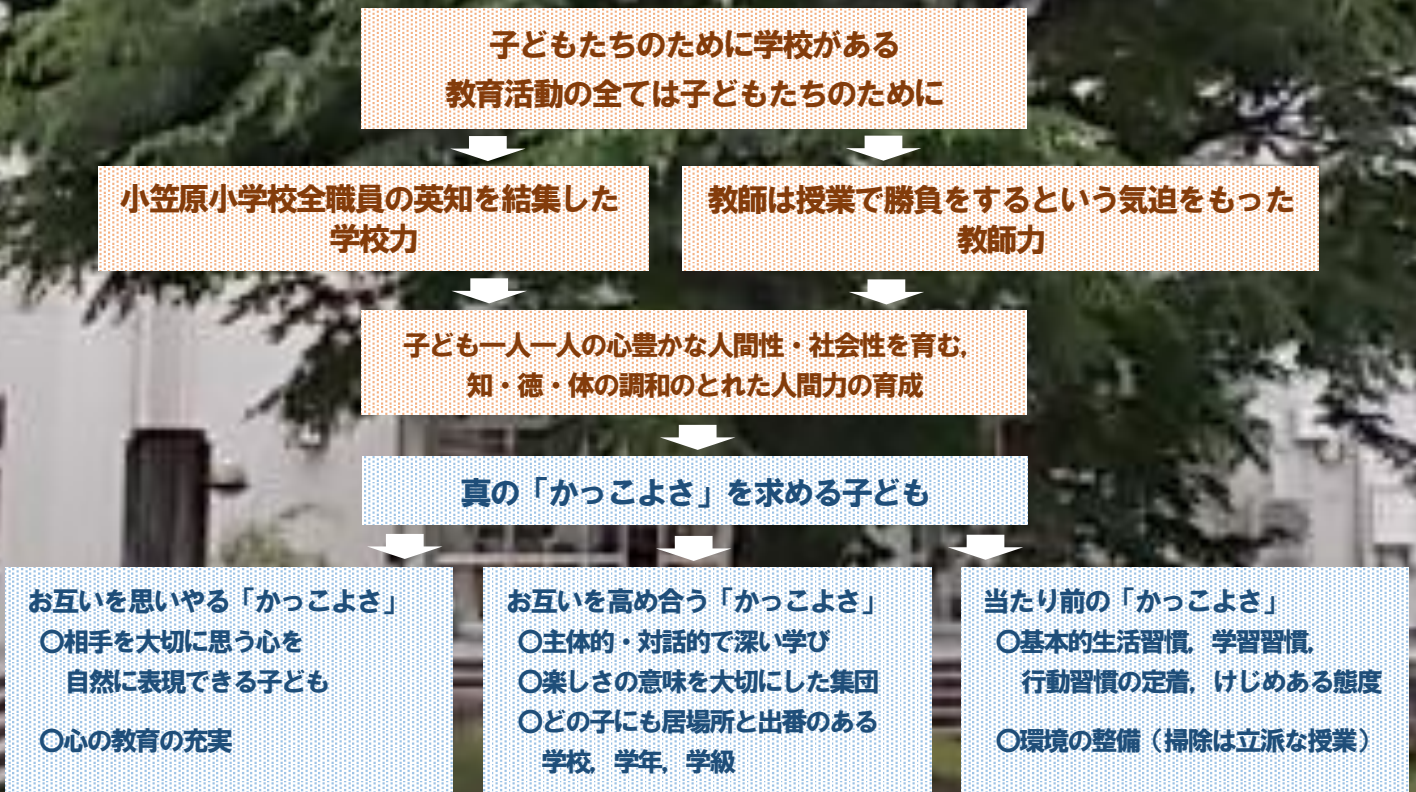 子どもたちのために学校がある
教育活動の全ては子どもたちのために
小笠原小学校全職員の英知を結集した
学校力
教師は授業で勝負をするという気迫をもった
教師力
子ども一人一人の心豊かな人間性・社会性を育む，
知・徳・体の調和のとれた人間力の育成
真の「かっこよさ」を求める子ども
お互いを思いやる「かっこよさ」
○相手を大切に思う心を
自然に表現できる子ども
○心の教育の充実
お互いを高め合う「かっこよさ」
○主体的・対話的で深い学び
○楽しさの意味を大切にした集団
○どの子にも居場所と出番のある
学校，学年，学級
当たり前の「かっこよさ」
○基本的生活習慣，学習習慣，
行動習慣の定着，けじめある態度
○環境の整備（掃除は立派な授業）